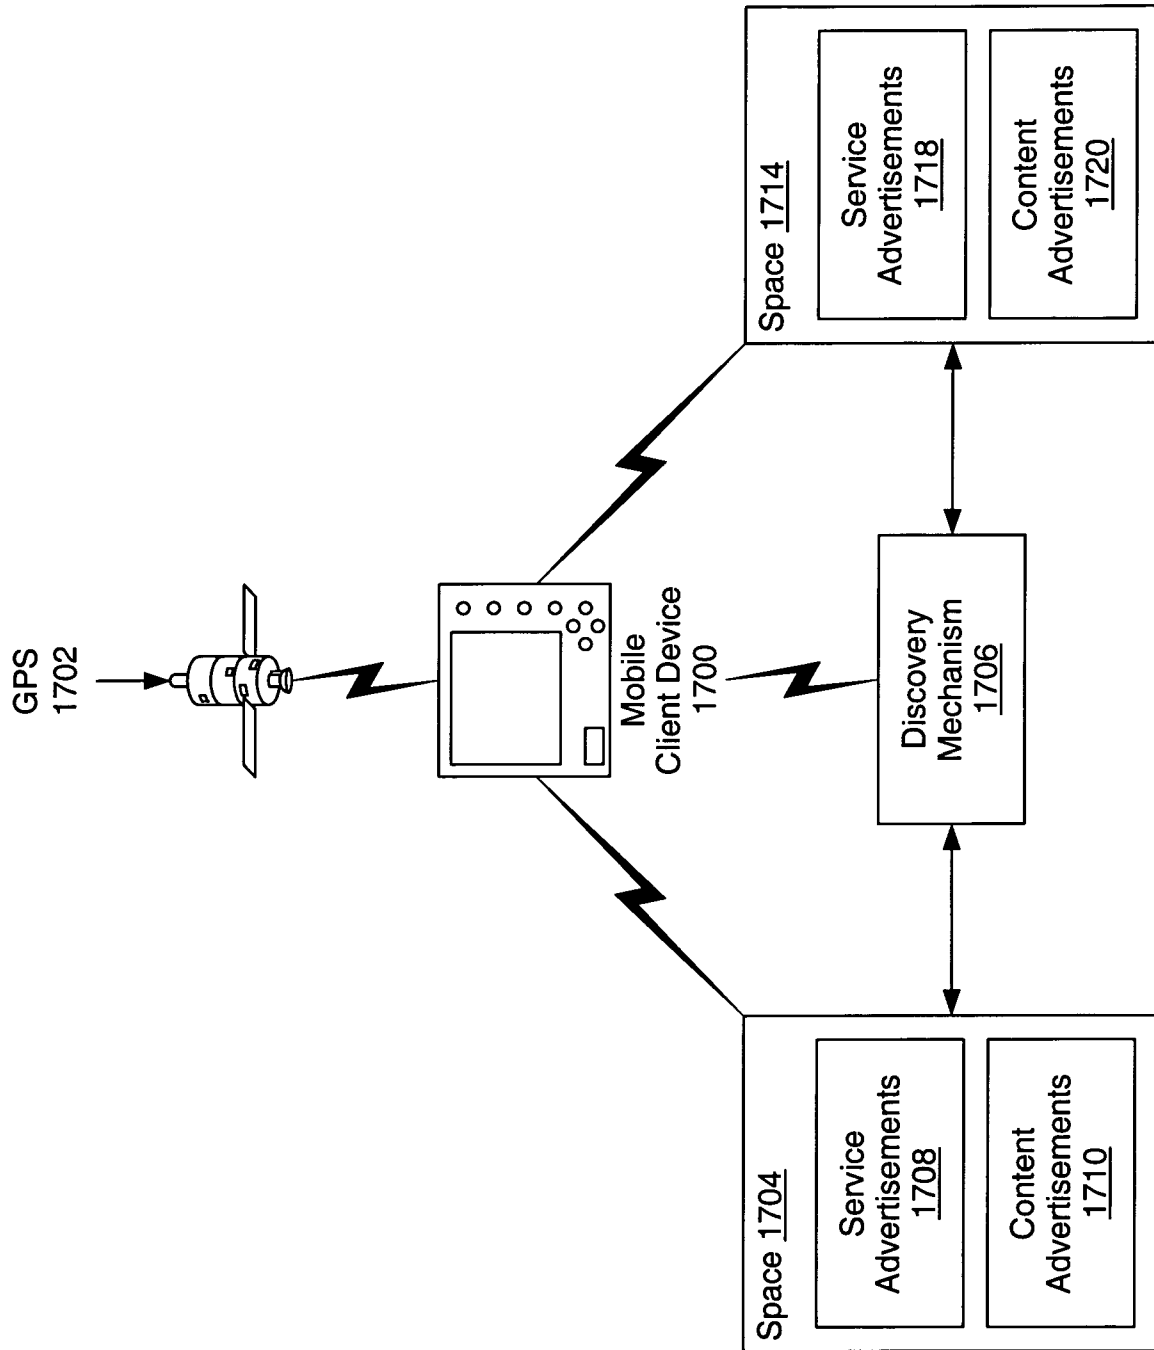 GPS
1702
Mobile
Client Device
1700
Discovery
Mechanism
1706
Space 1704
Service
Advertisements
1708
Content
Advertisements
1710
Space 1714
Service
Advertisements
1718
Content
Advertisements
1720